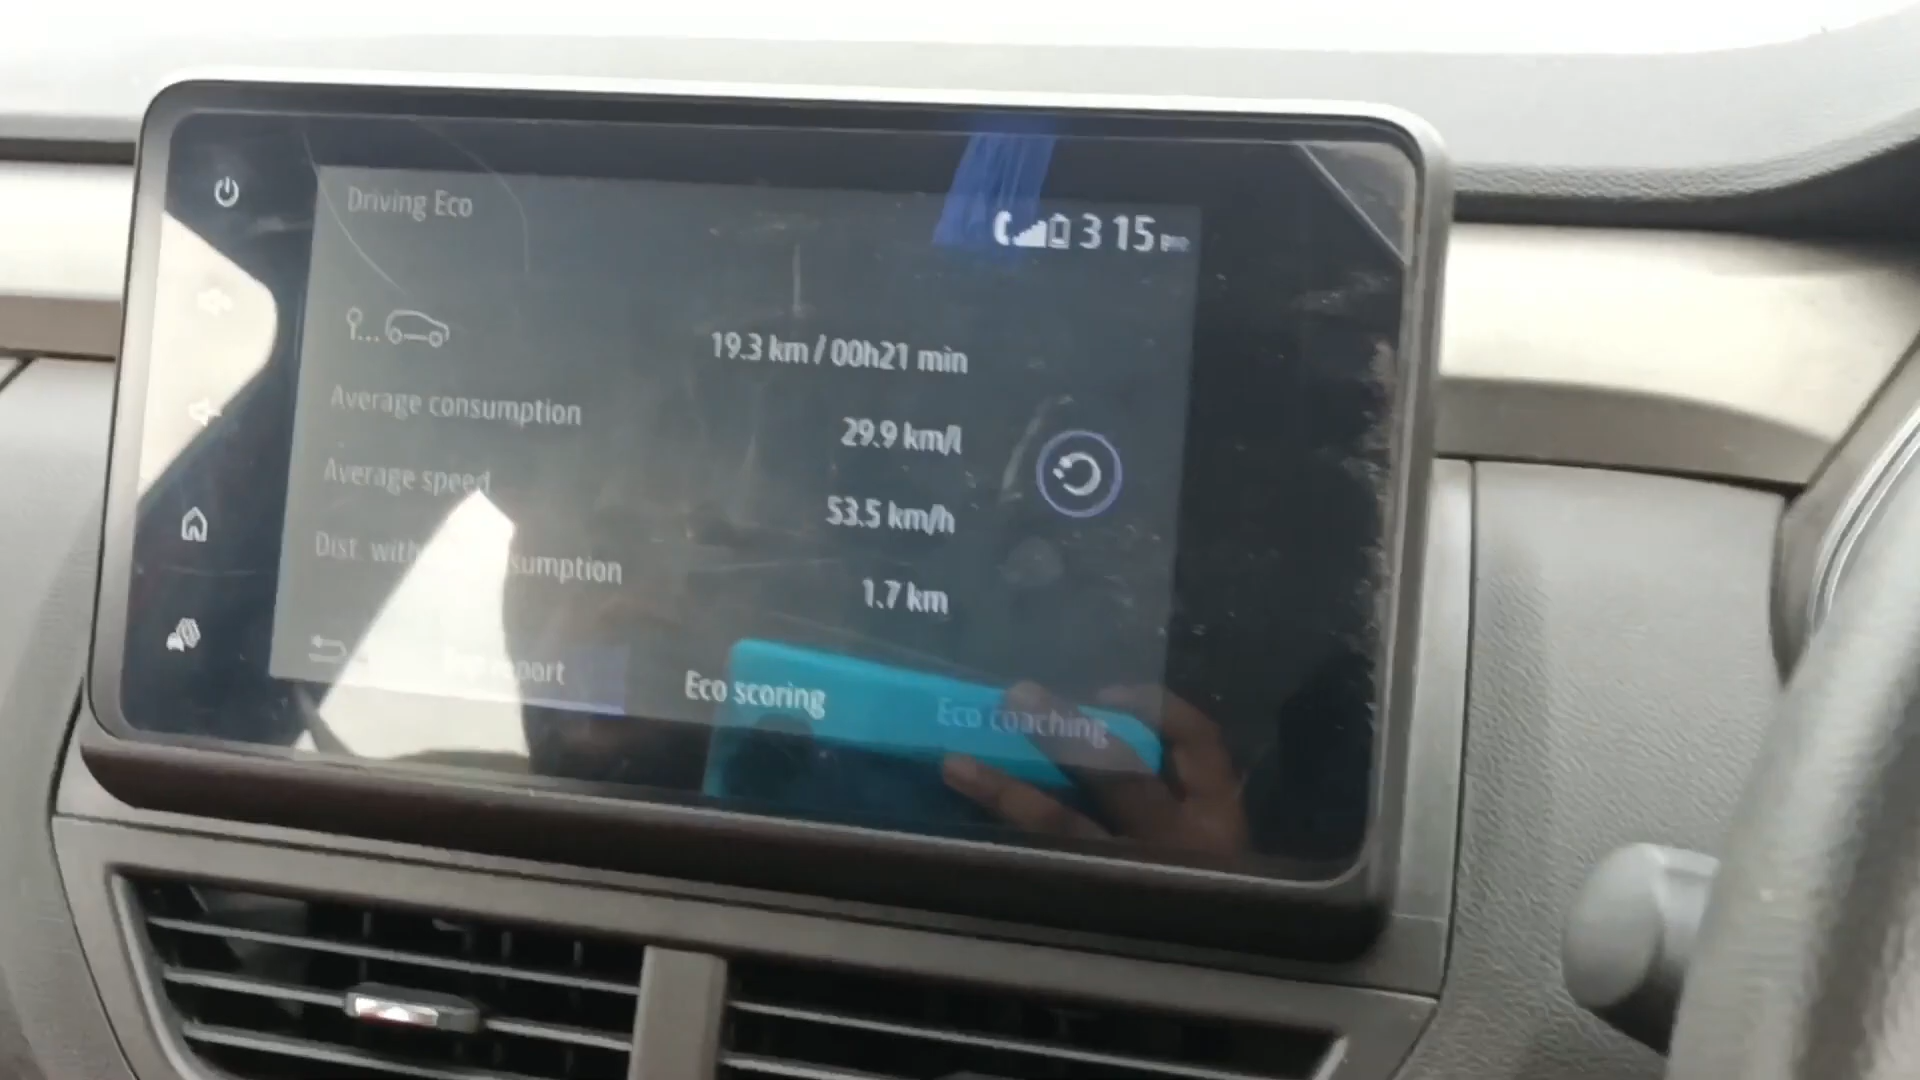 Driving Eco
3 15
19.3 km / 00h21 min
Average consumption
29.9 km/l
Average speed
53.5 km/h
Dist. sumption
1.7 km
Eco scoring
Eco coaching